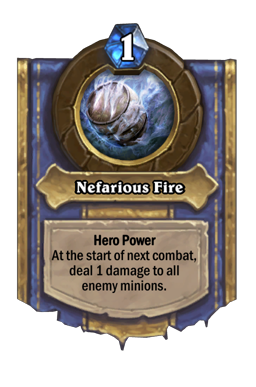 1
Nefarious Fire
Hero Power
At the start of next combat,
deal 1 damage to all
enemy minions.